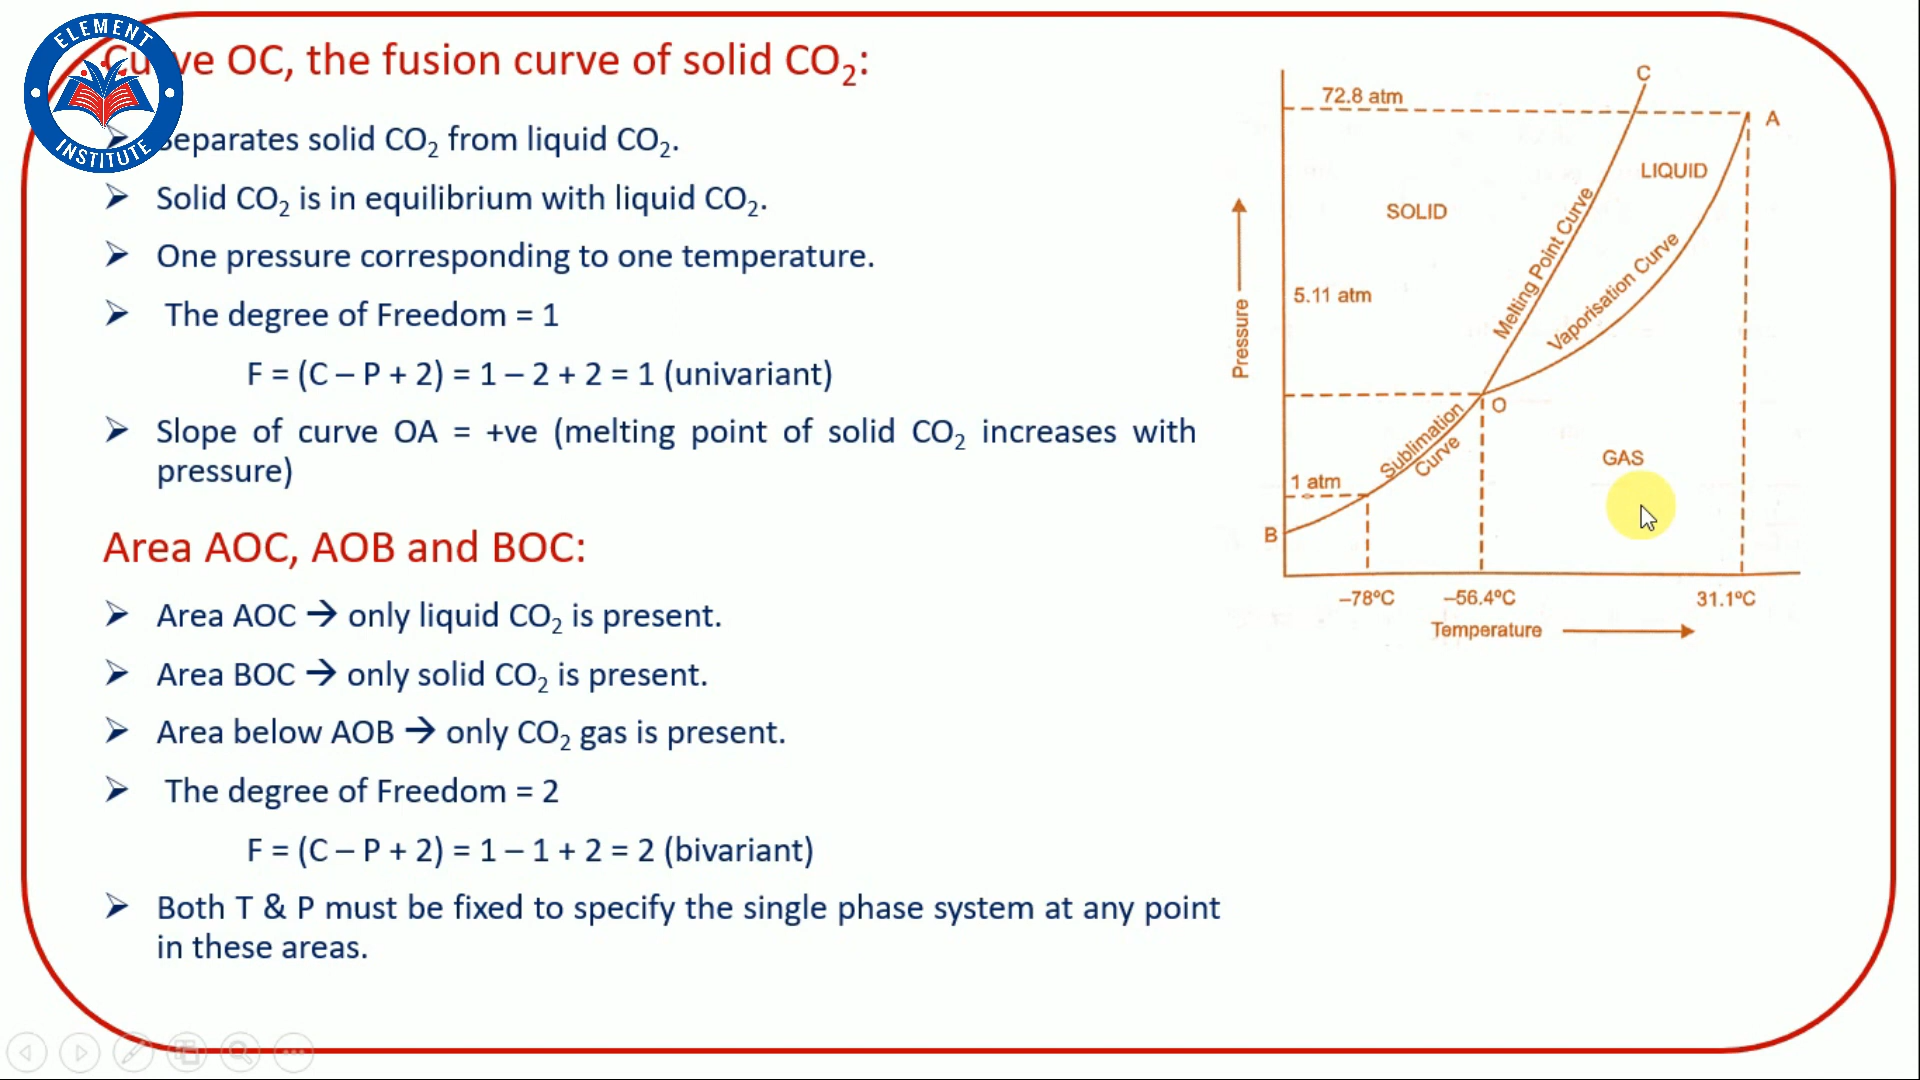 ELEMENT
INSTITUTE
Curve OC, the fusion curve of solid CO₂:
➢ Separates solid CO₂ from liquid CO₂.
➢ Solid CO₂ is in equilibrium with liquid CO₂.
➢ One pressure corresponding to one temperature.
➢ The degree of Freedom = 1
F = (C – P + 2) = 1 – 2 + 2 = 1 (univariant)
➢ Slope of curve OA = +ve (melting point of solid CO₂ increases with
pressure)
Area AOC, AOB and BOC:
➢ Area AOC → only liquid CO₂ is present.
➢ Area BOC → only solid CO₂ is present.
➢ Area below AOB → only CO₂ gas is present.
➢ The degree of Freedom = 2
F = (C – P + 2) = 1 – 1 + 2 = 2 (bivariant)
➢ Both T & P must be fixed to specify the single phase system at any point
in these areas.
C
72.8 atm
A
LIQUID
SOLID
Melting Point Curve
Vaporisation Curve
5.11 atm
Pressure
O
Sublimation
Curve
GAS
1 atm
B
–78°C
–56.4°C
31.1°C
Temperature